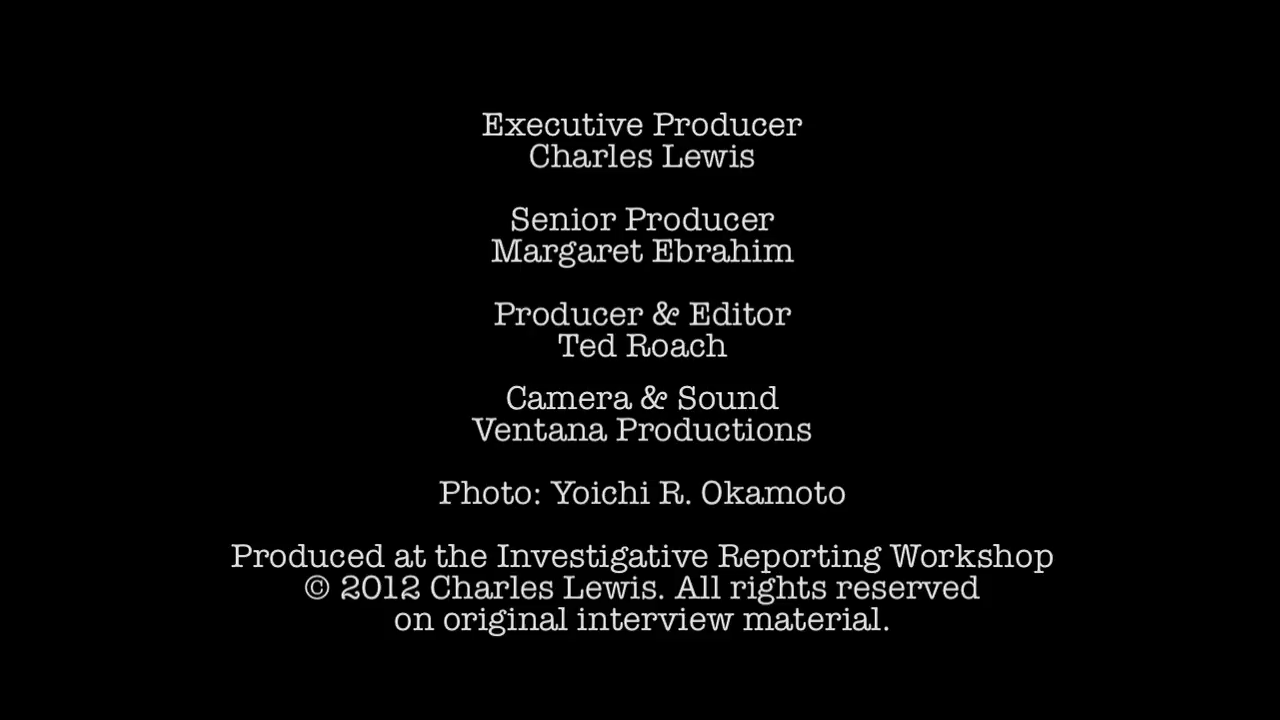 Executive Producer
Charles Lewis
Senior Producer
Margaret Ebrahim
Producer & Editor
Ted Roach
Camera & Sound
Ventana Productions
Photo: Yoichi R. Okamoto
Produced at the Investigative Reporting Workshop
© 2012 Charles Lewis. All rights reserved
on original interview material.